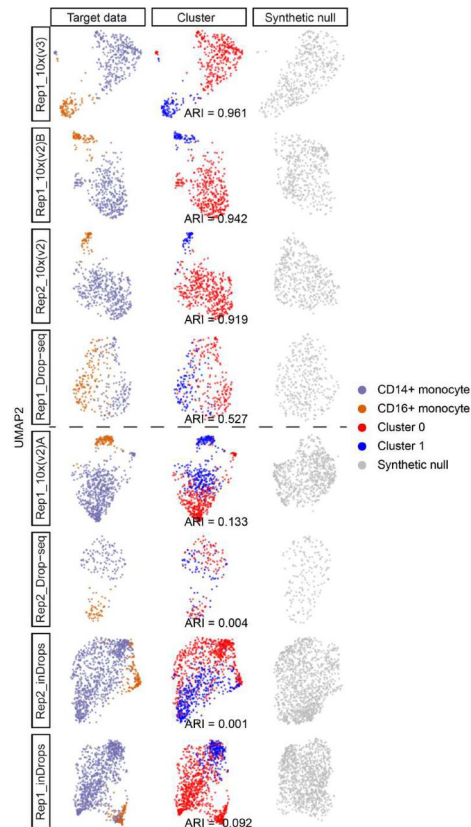 Target data
Cluster
Synthetic null
Rep1_10x(v3)
ARI = 0.961
Rep1_10x(v2)B
ARI = 0.942
Rep2_10x(v2)
ARI = 0.919
Rep1_Drop-seq
ARI = 0.527
UMAP2
CD14+ monocyte
CD16+ monocyte
Cluster 0
Cluster 1
Synthetic null
Rep1_10x(v2)A
ARI = 0.133
Rep2_Drop-seq
ARI = 0.004
Rep2_inDrops
ARI = 0.001
Rep1_inDrops
ARI = -0.092